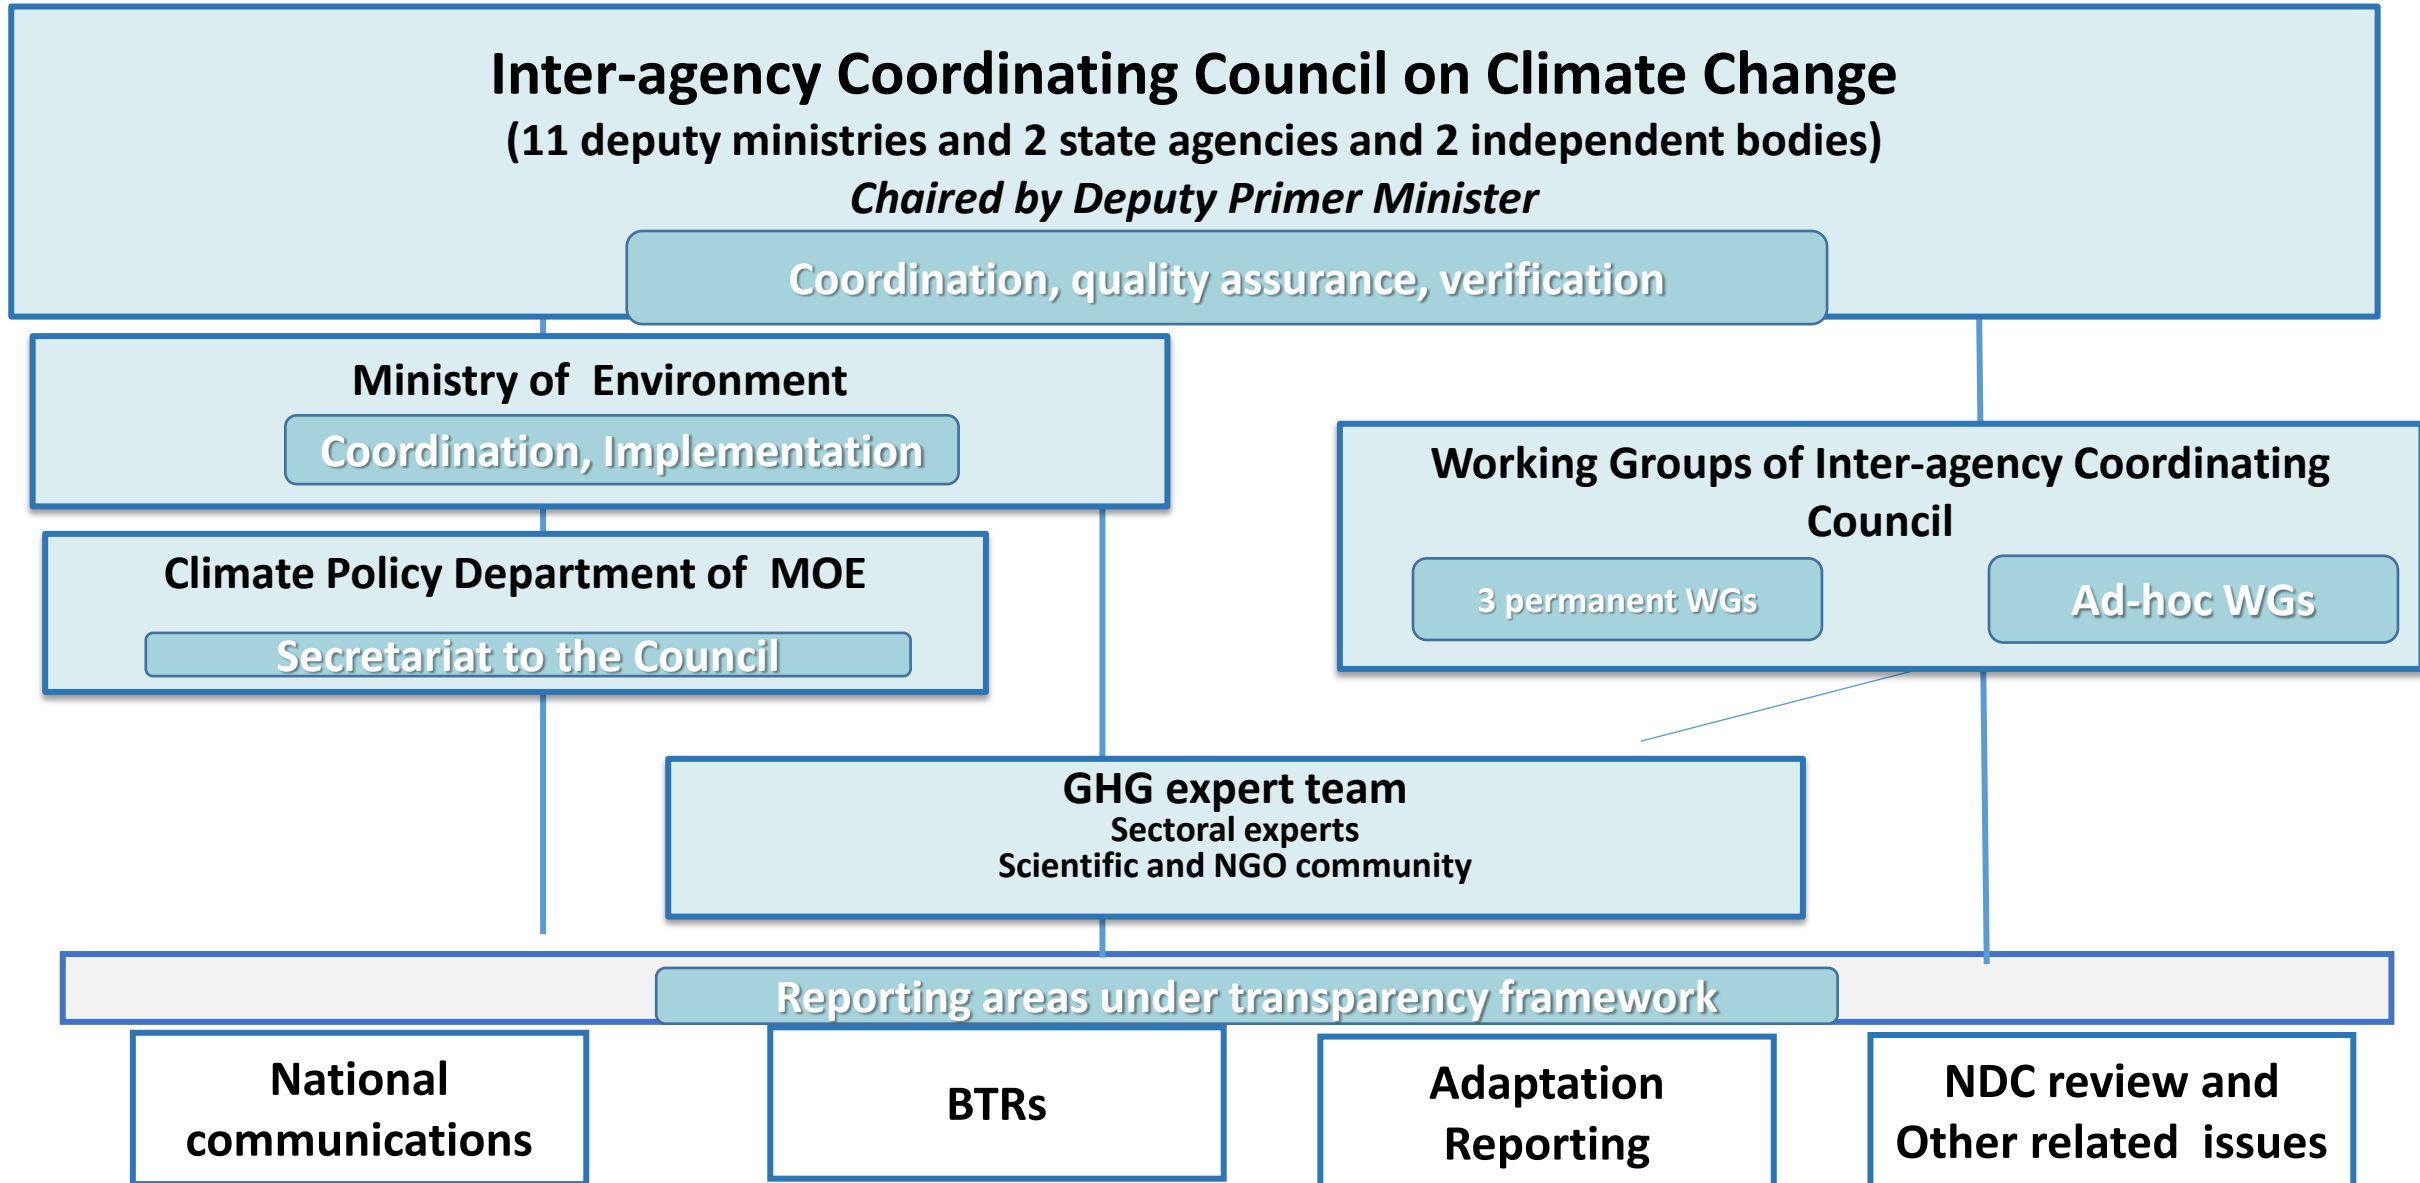 Inter-agency Coordinating Council on Climate Change
(11 deputy ministries and 2 state agencies and 2 independent bodies)
Chaired by Deputy Primer Minister
Coordination, quality assurance, verification
Ministry of  Environment
Coordination, Implementation
Working Groups of Inter-agency Coordinating
Council
3 permanent WGs
Ad-hoc WGs
Climate Policy Department of  MOE
Secretariat to the Council
GHG expert team
Sectoral experts
Scientific and NGO community
Reporting areas under transparency framework
National
communications
BTRs
Adaptation
Reporting
NDC review and
Other related  issues